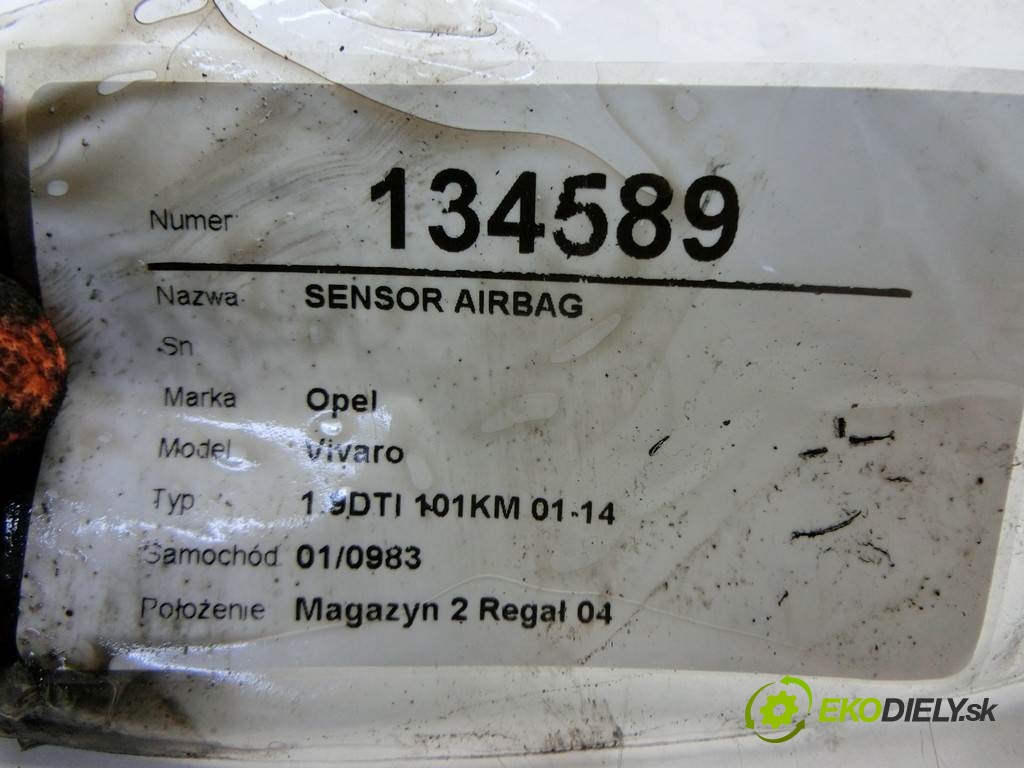 Numer 134589
Nazwa SENSOR AIRBAG
Sn
Marka Opel
Model Vivaro
Typ 1.9DTI 101KM 01-14
Samochód 01/0983
Położenie Magazyn 2 Regał 04
EKODIELY.sk